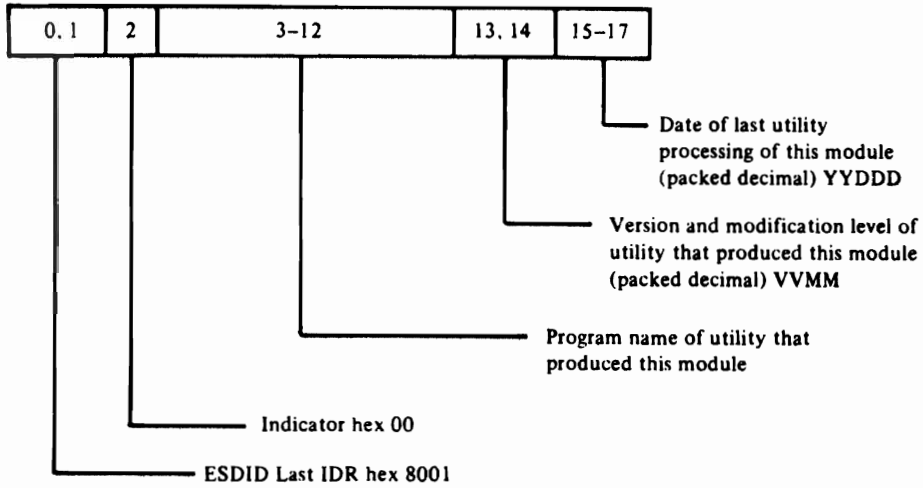 0, 1 2 3–12 13, 14 15–17
Date of last utility
processing of this module
(packed decimal) YYDDD
Version and modification level of
utility that produced this module
(packed decimal) VVMM
Program name of utility that
produced this module
Indicator hex 00
ESDID Last IDR hex 8001